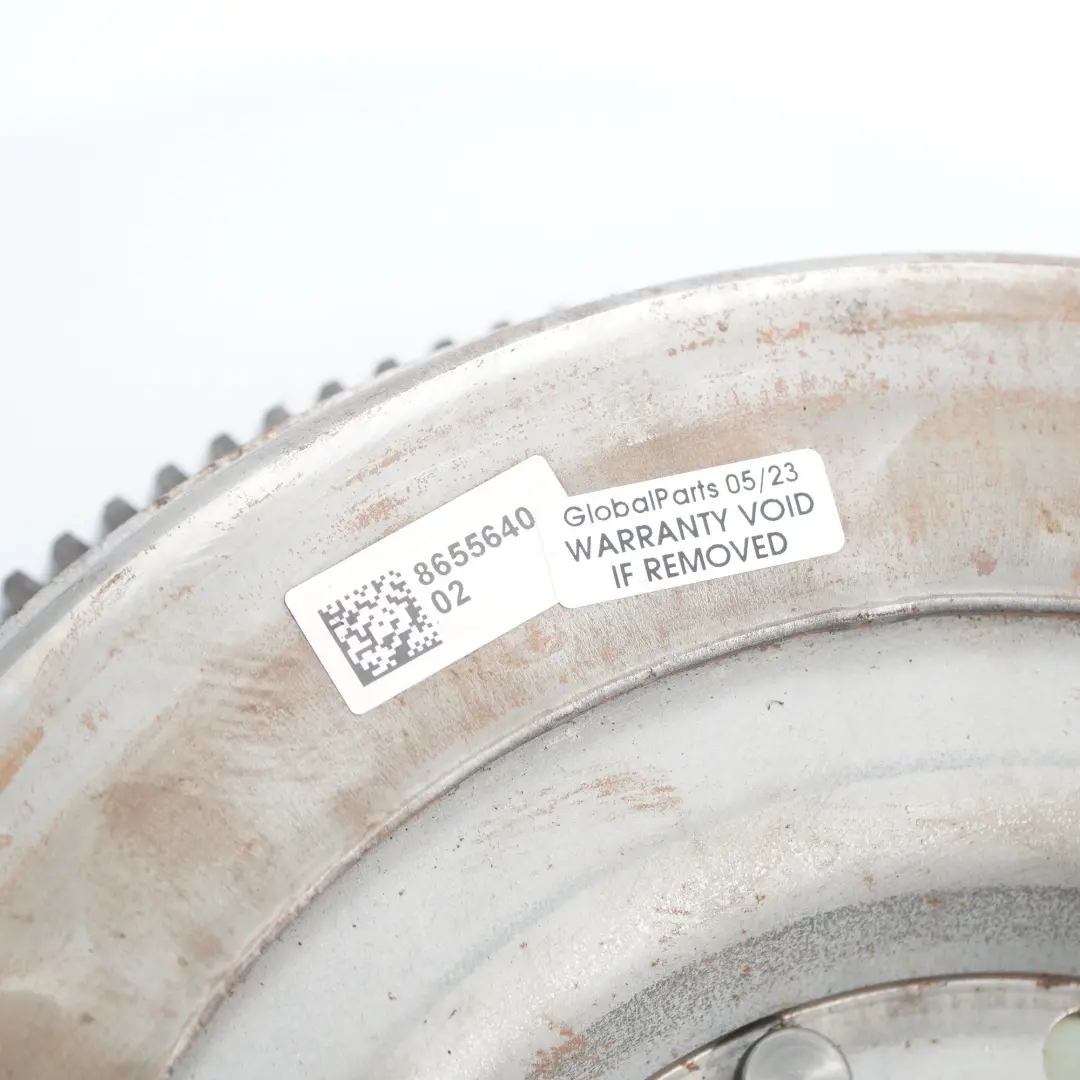 8655640
02
GlobalParts 05/23
WARRANTY VOID
IF REMOVED